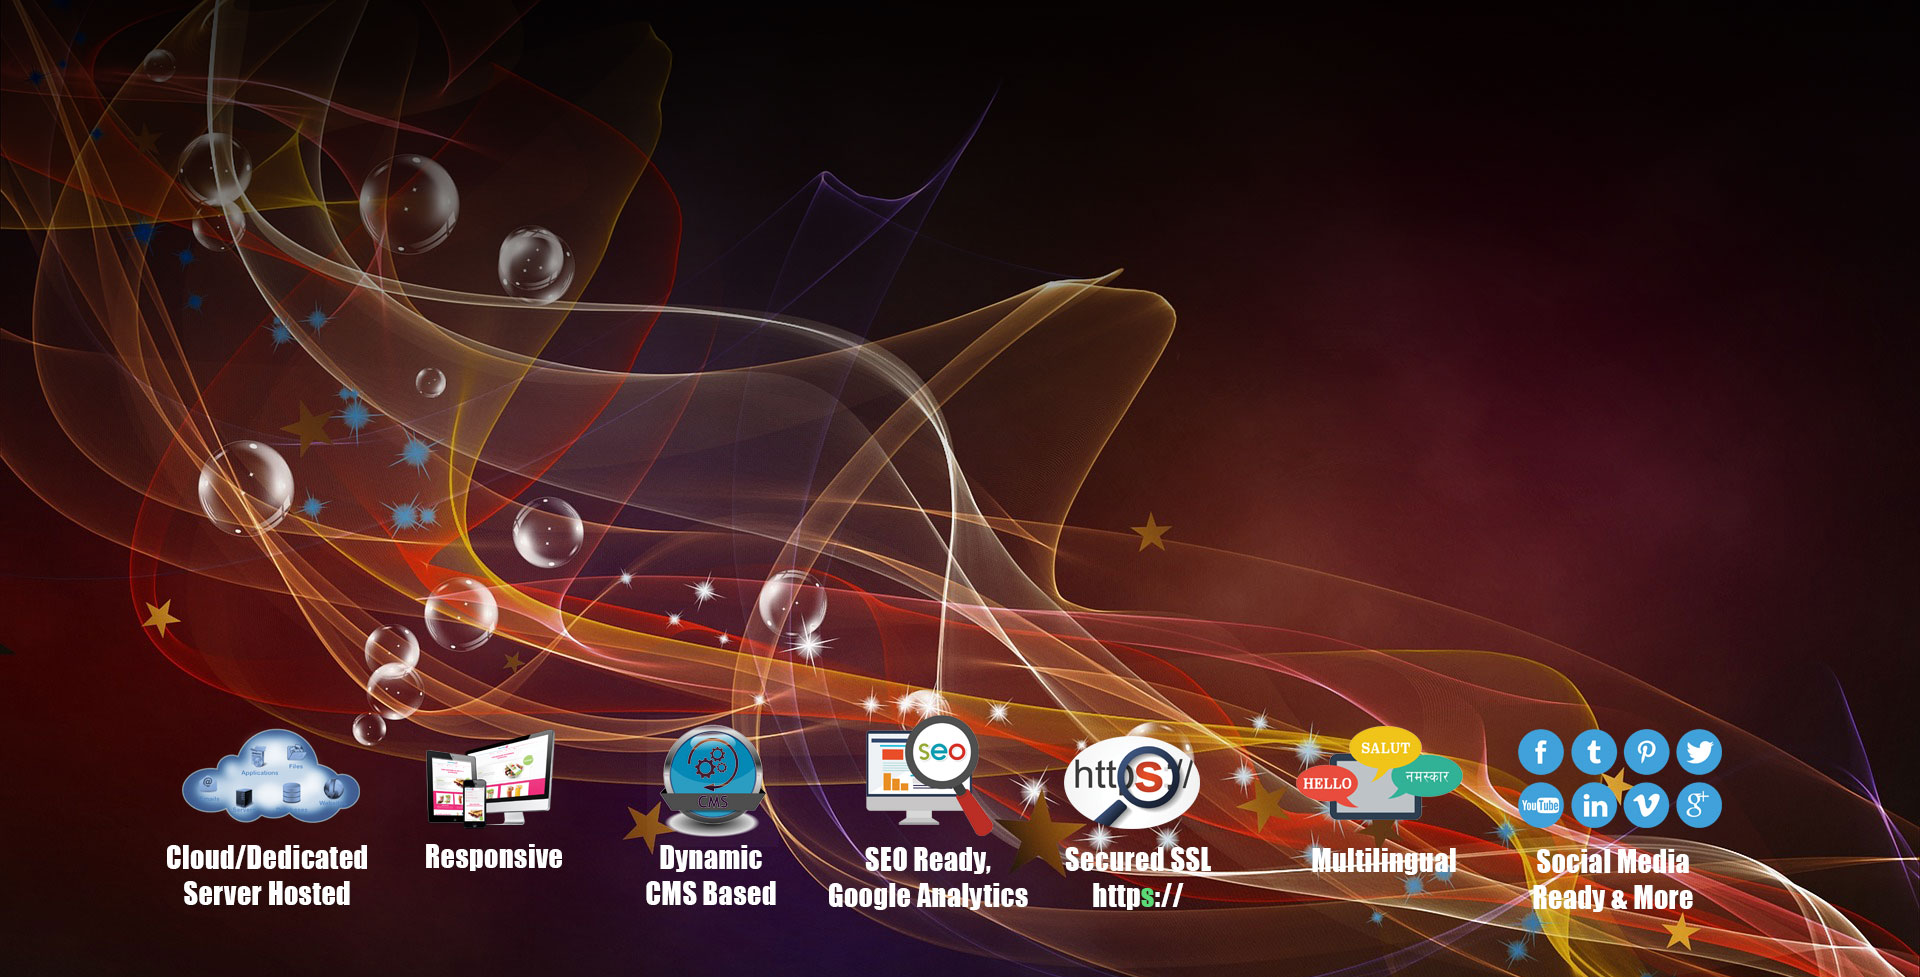 Applications
Files
CMS
seo
https://
SALUT
HELLO
नमस्कार
f
t
p
YouTube
in
v
g+
Cloud/Dedicated
Server Hosted
Responsive
Dynamic
CMS Based
SEO Ready,
Google Analytics
Secured SSL
https://
Multilingual
Social Media
Ready & More